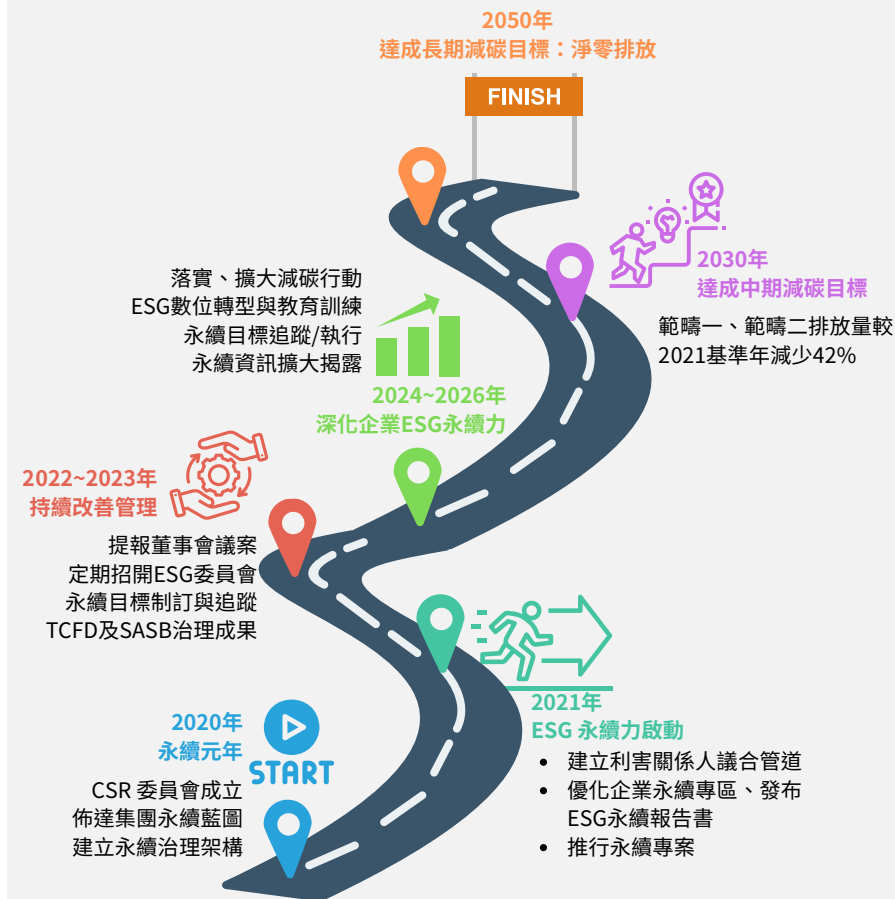 2050年
達成長期減碳目標：淨零排放
FINISH
2030年
達成中期減碳目標
範疇一、範疇二排放量較
2021基準年減少42%
落實、擴大減碳行動
ESG數位轉型與教育訓練
永續目標追蹤/執行
永續資訊擴大揭露
2024~2026年
深化企業ESG永續力
2022~2023年
持續改善管理
提報董事會議案
定期招開ESG委員會
永續目標制訂與追蹤
TCFD及SASB治理成果
2021年
ESG 永續力啟動
• 建立利害關係人議合管道
• 優化企業永續專區、發布
ESG永續報告書
• 推行永續專案
2020年
永續元年
START
CSR 委員會成立
佈達集團永續藍圖
建立永續治理架構